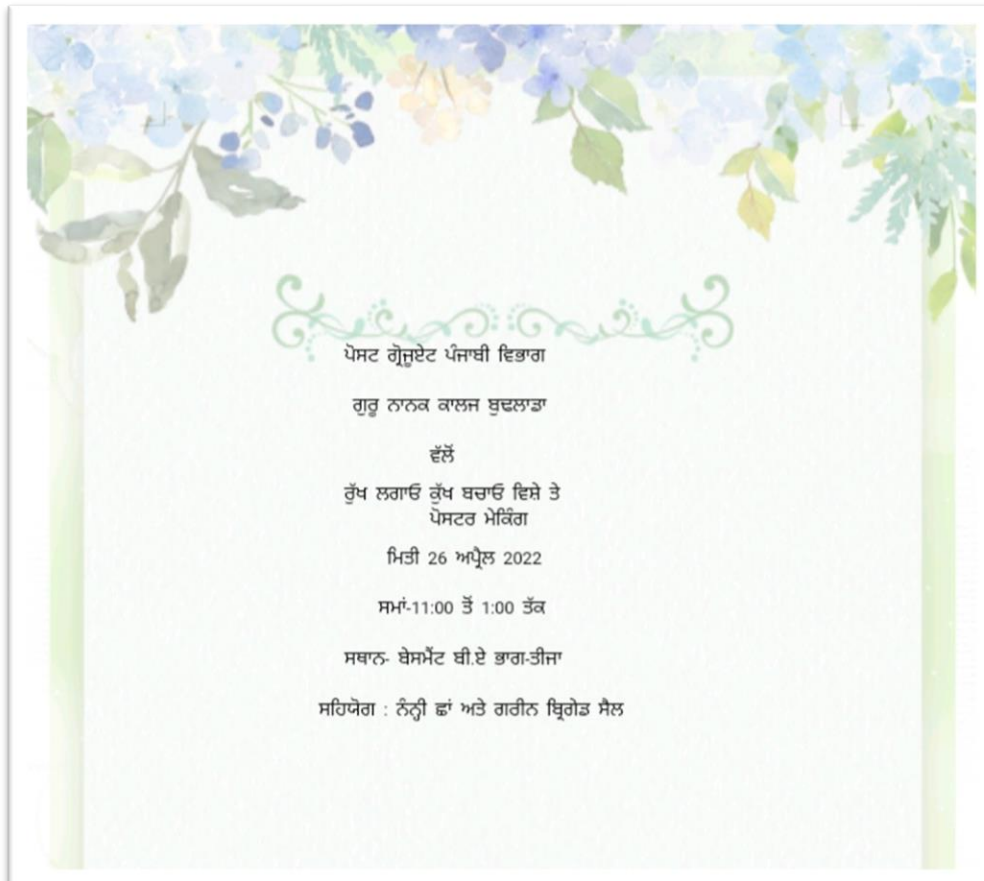 ਪੋਸਟ ਗ੍ਰੈਜੂਏਟ ਪੰਜਾਬੀ ਵਿਭਾਗ
ਗੁਰੂ ਨਾਨਕ ਕਾਲਜ ਬੁਢਲਾਡਾ
ਵੱਲੋਂ
ਰੁੱਖ ਲਗਾਓ ਕੁੱਖ ਬਚਾਓ ਵਿਸ਼ੇ ਤੇ
ਪੋਸਟਰ ਮੇਕਿੰਗ
ਮਿਤੀ 26 ਅਪ੍ਰੈਲ 2022
ਸਮਾਂ-11:00 ਤੋਂ 1:00 ਤੱਕ
ਸਥਾਨ- ਬੇਸਮੈਂਟ ਬੀ.ਏ ਭਾਗ-ਤੀਜਾ
ਸਹਿਯੋਗ : ਨੰਨ੍ਹੀ ਛਾਂ ਅਤੇ ਗਰੀਨ ਬ੍ਰਿਗੇਡ ਸੈੱਲ